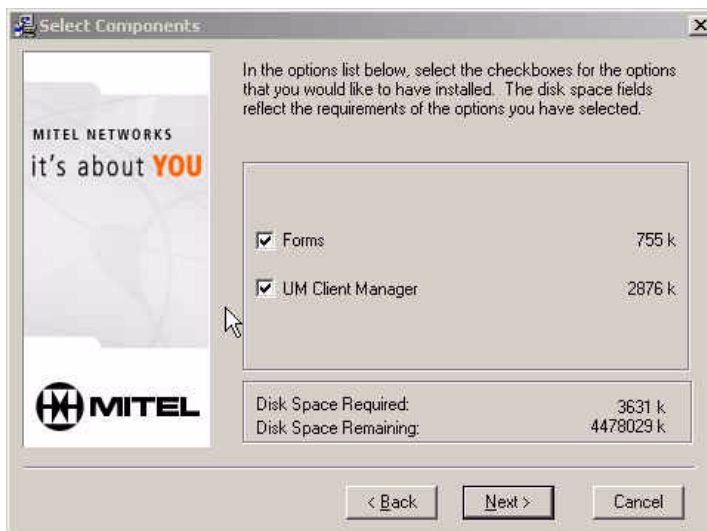 Select Components
MITEL NETWORKS
it's about YOU
MITEL
In the options list below, select the checkboxes for the options
that you would like to have installed. The disk space fields
reflect the requirements of the options you have selected.
Forms 755 k
UM Client Manager 2876 k
Disk Space Required: 3631 k
Disk Space Remaining: 4478029 k
< Back Next > Cancel